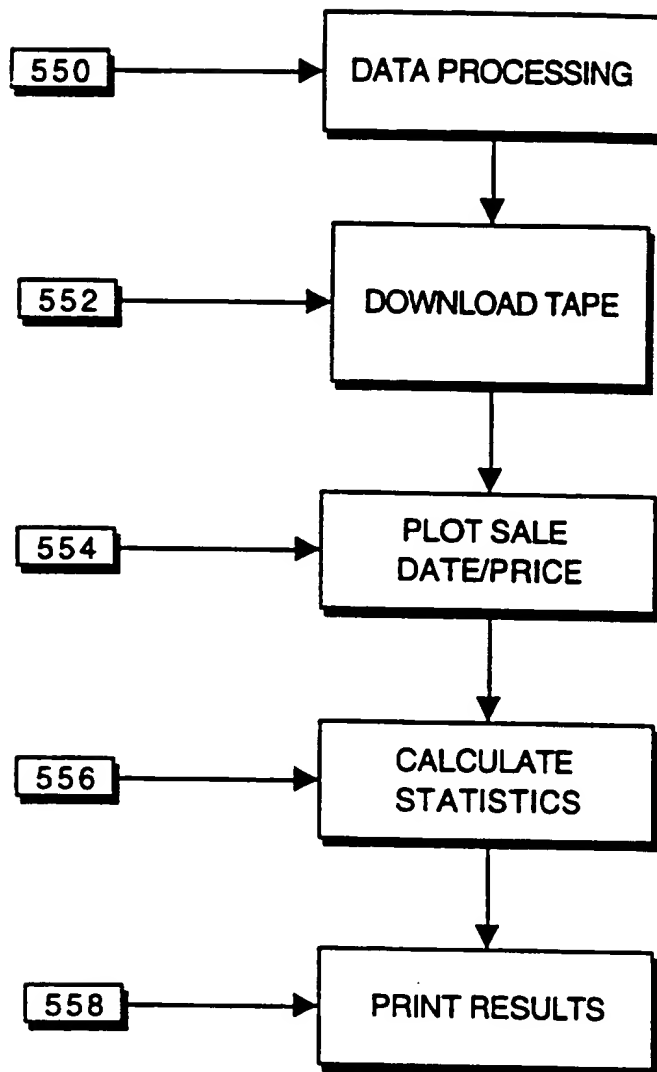 550
DATA PROCESSING
552
DOWNLOAD TAPE
554
PLOT SALE
DATE/PRICE
556
CALCULATE
STATISTICS
558
PRINT RESULTS